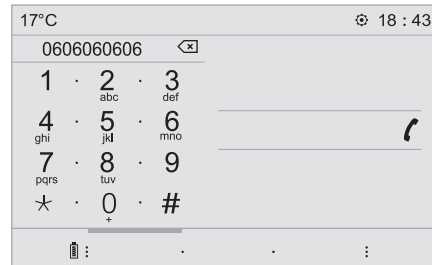 17°C 18 : 43
0606060606
1 · 2 · 3
abc def
4 · 5 · 6
ghi jkl mno
7 · 8 · 9
pqrs tuv
* · 0 · #
+